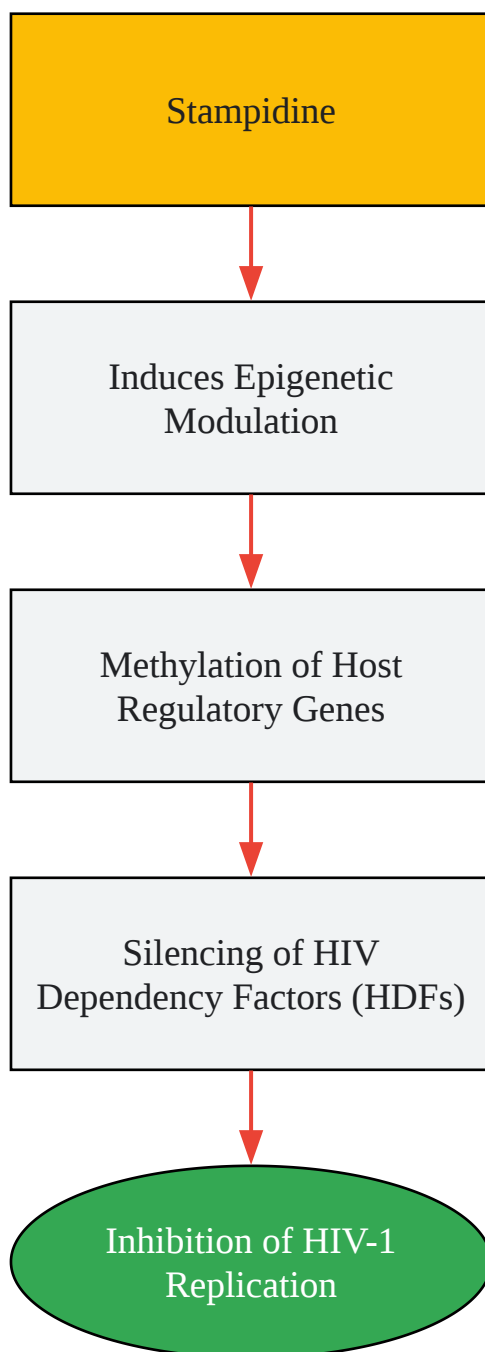 Stampidine
Induces Epigenetic
Modulation
Methylation of Host
Regulatory Genes
Silencing of HIV
Dependency Factors (HDFs)
Inhibition of HIV-1
Replication